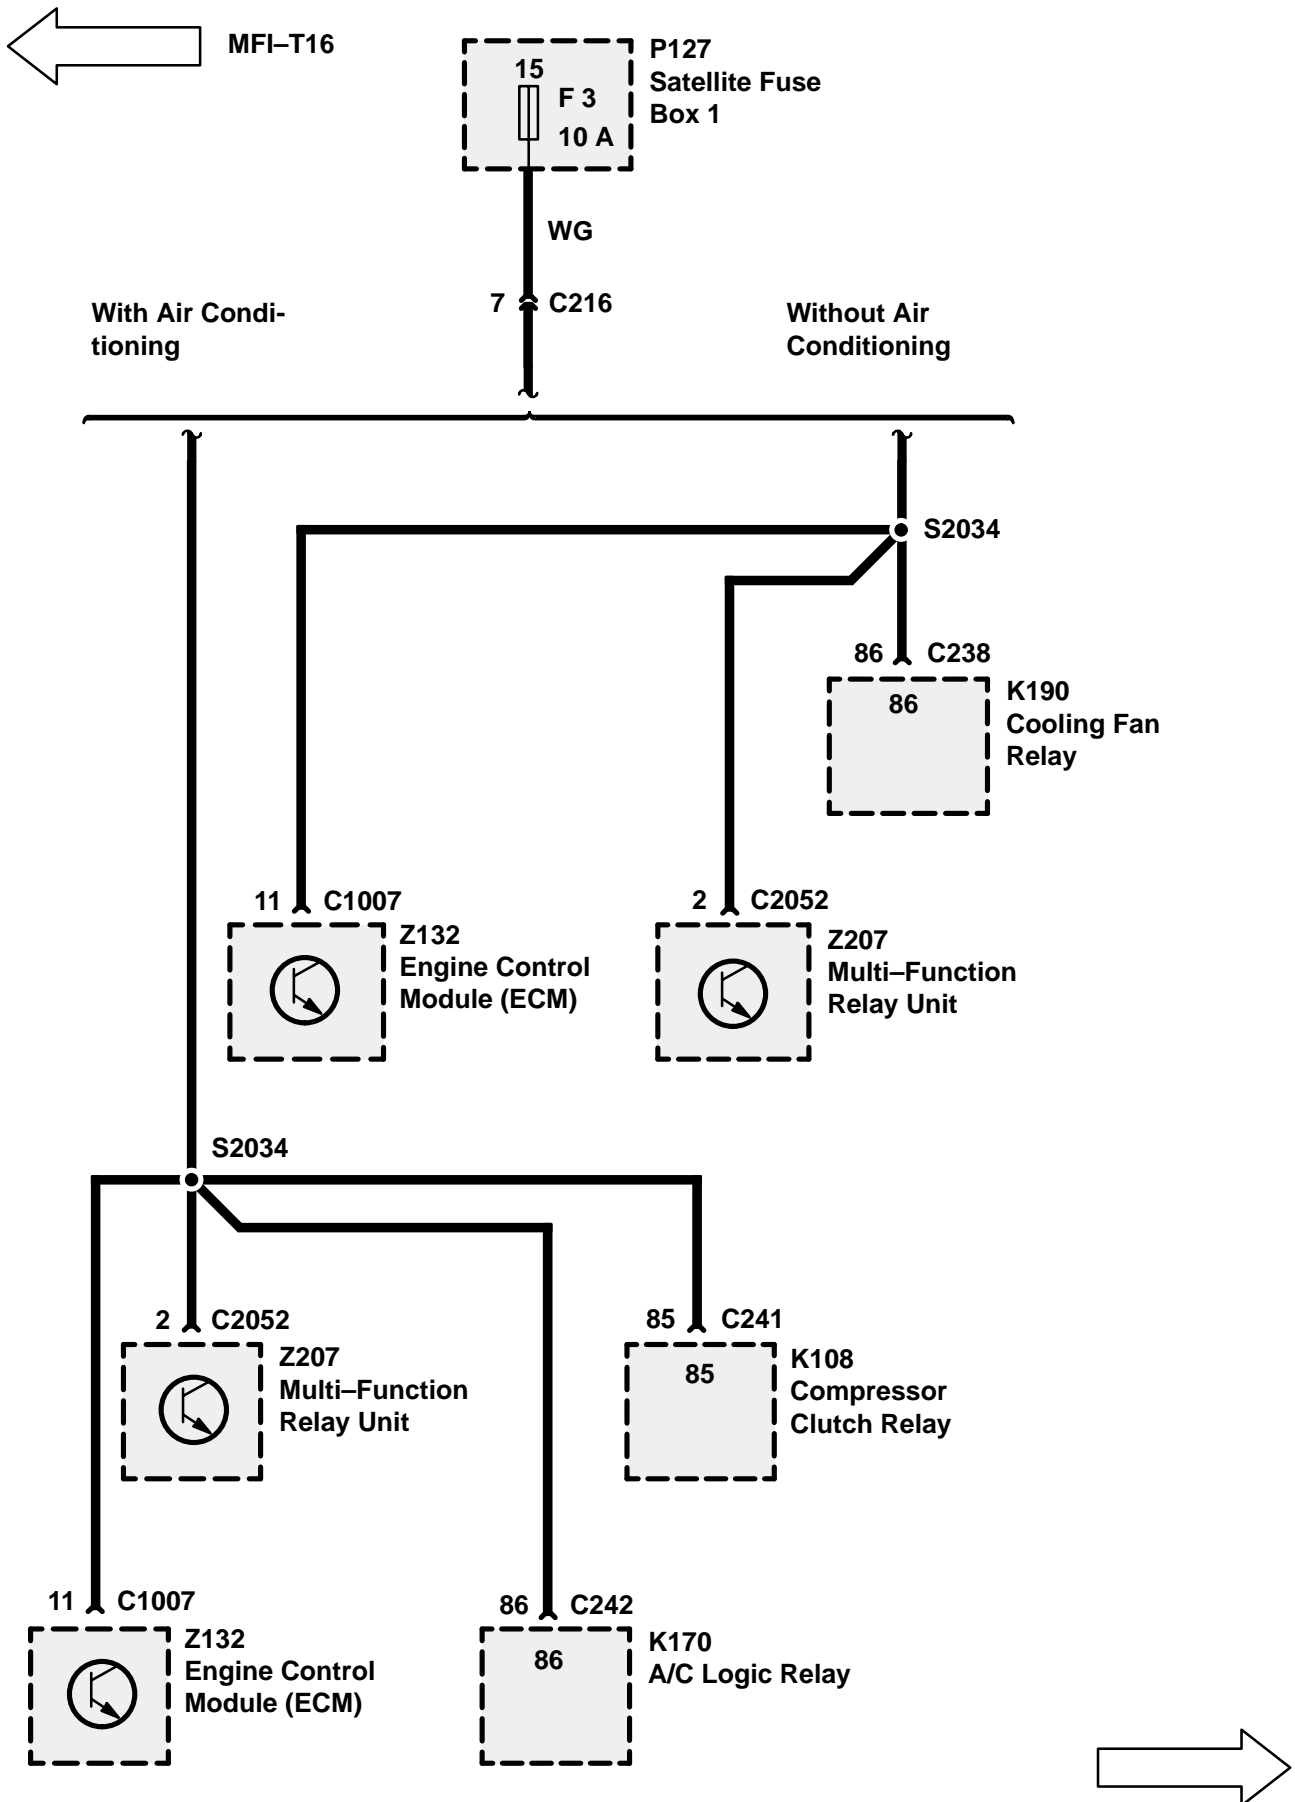 MFI–T16
P127
Satellite Fuse
Box 1
15
F 3
10 A
WG
7
C216
With Air Condi-
tioning
Without Air
Conditioning
S2034
86
C238
86
K190
Cooling Fan
Relay
11
C1007
Z132
Engine Control
Module (ECM)
2
C2052
Z207
Multi–Function
Relay Unit
S2034
2
C2052
Z207
Multi–Function
Relay Unit
85
C241
85
K108
Compressor
Clutch Relay
11
C1007
Z132
Engine Control
Module (ECM)
86
C242
86
K170
A/C Logic Relay